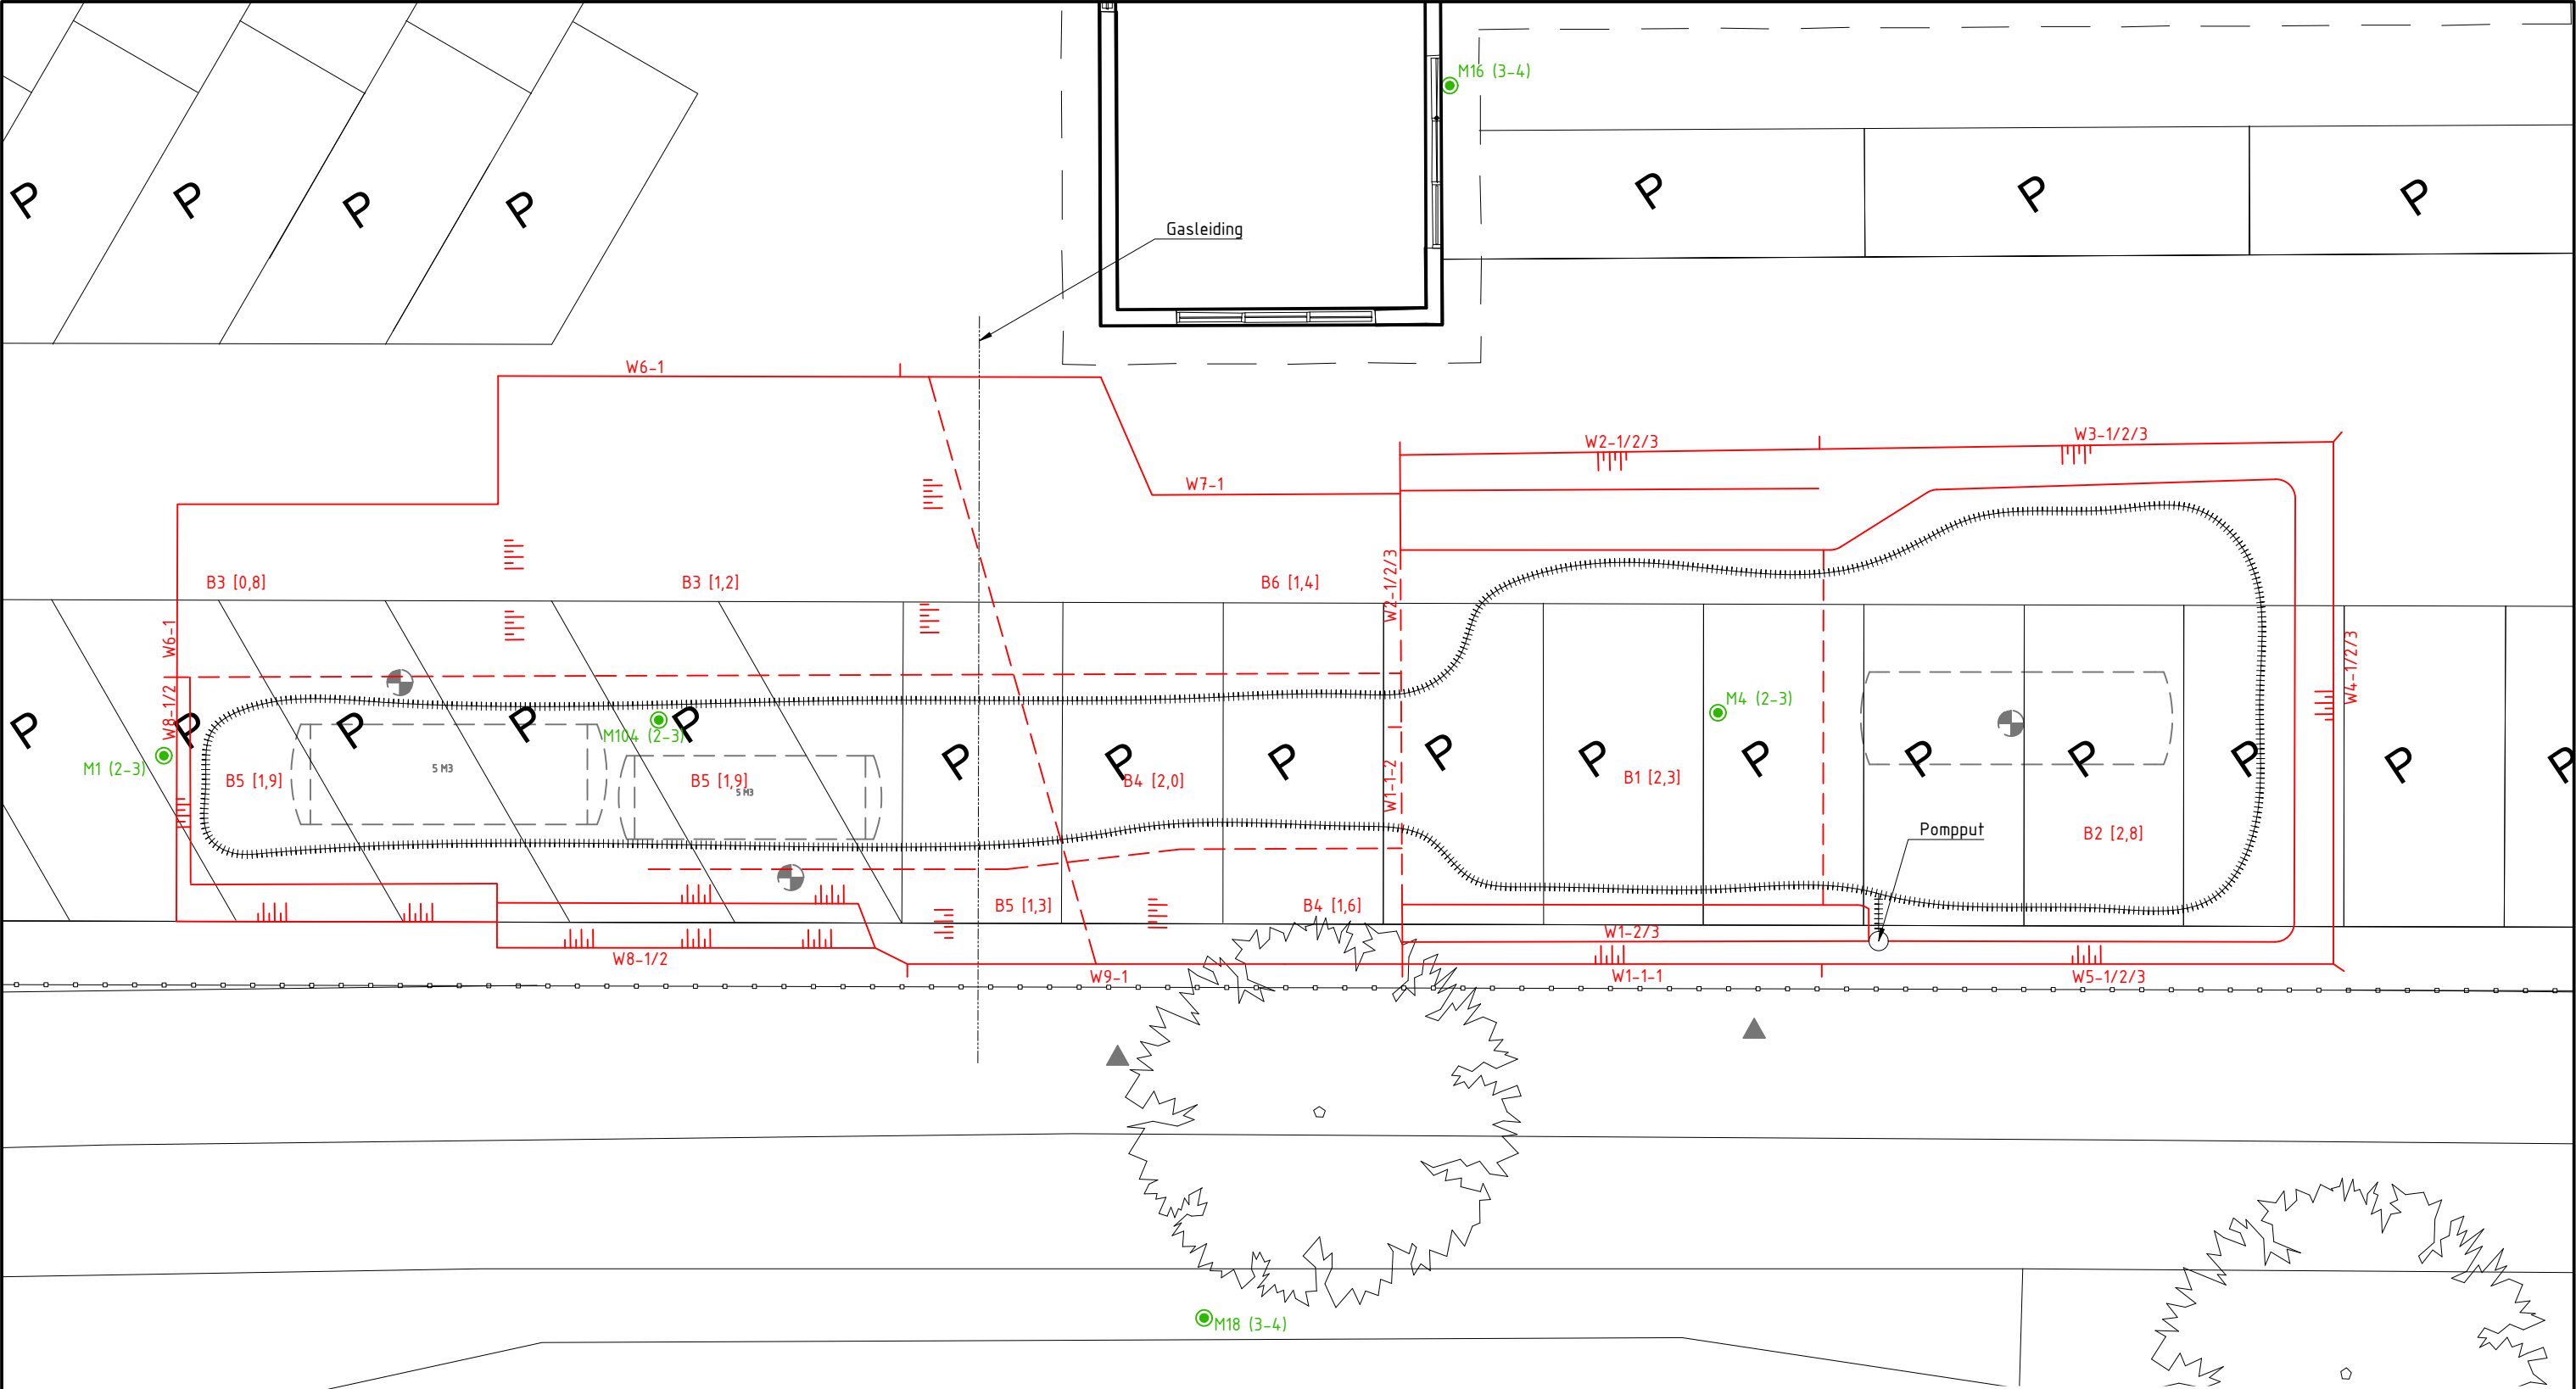 M16 (3-4)
P
P
P
P
P
P
P
Gasleiding
W6-1
W2-1/2/3
W3-1/2/3
W7-1
B3 [0,8]
B3 [1,2]
B6 [1,4]
W2-1/2/3
W6-1
W4-1/2/3
W8-1/2
M4 (2-3)
P
P
P
P
P
M104 (2-3)
P
P
P
P
P
P
P
P
P
P
P
M1 (2-3)
5 M3
B5 [1,9]
B5 [1,9]
5 M3
B4 [2,0]
W1-1-2
B1 [2,3]
Pompput
B2 [2,8]
B5 [1,3]
B4 [1,6]
W1-2/3
W8-1/2
W9-1
W1-1-1
W5-1/2/3
M18 (3-4)